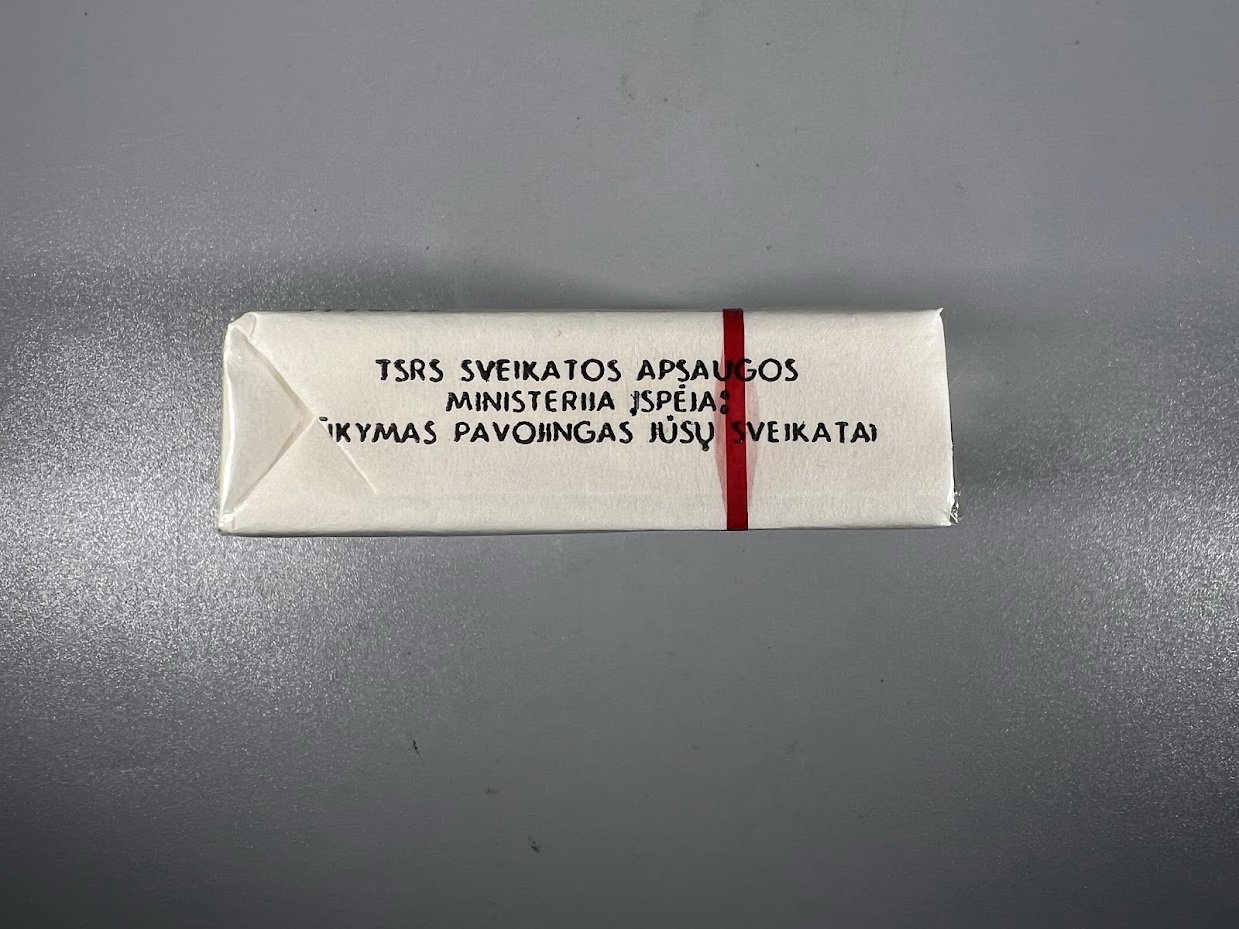 TSRS SVEIKATOS APSAUGOS
MINISTERIJA ĮSPĖJA:
PAVOJINGAS JŪSŲ SVEIKATAI